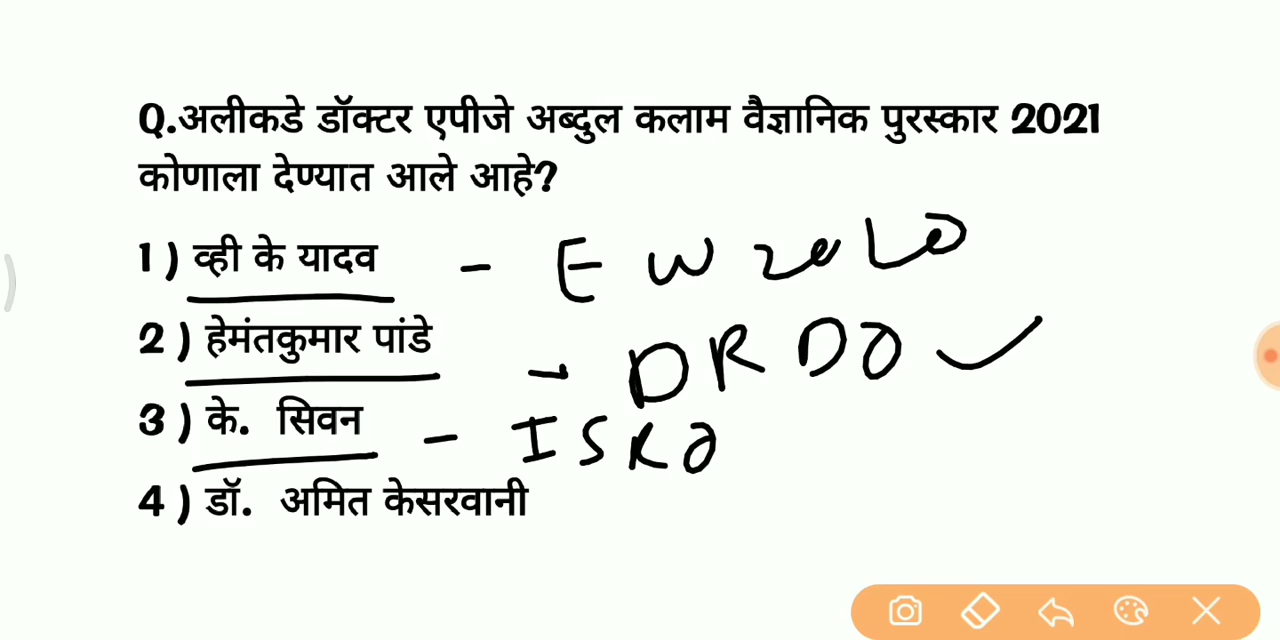 Q.अलीकडे डॉक्टर एपीजे अब्दुल कलाम वैज्ञानिक पुरस्कार 2021
कोणाला देण्यात आले आहे?
1 ) व्ही के यादव - E W
2 ) हेमंतकुमार पांडे - DRDO
3 ) के. सिवन - ISRO
4 ) डॉ. अमित केसरवानी